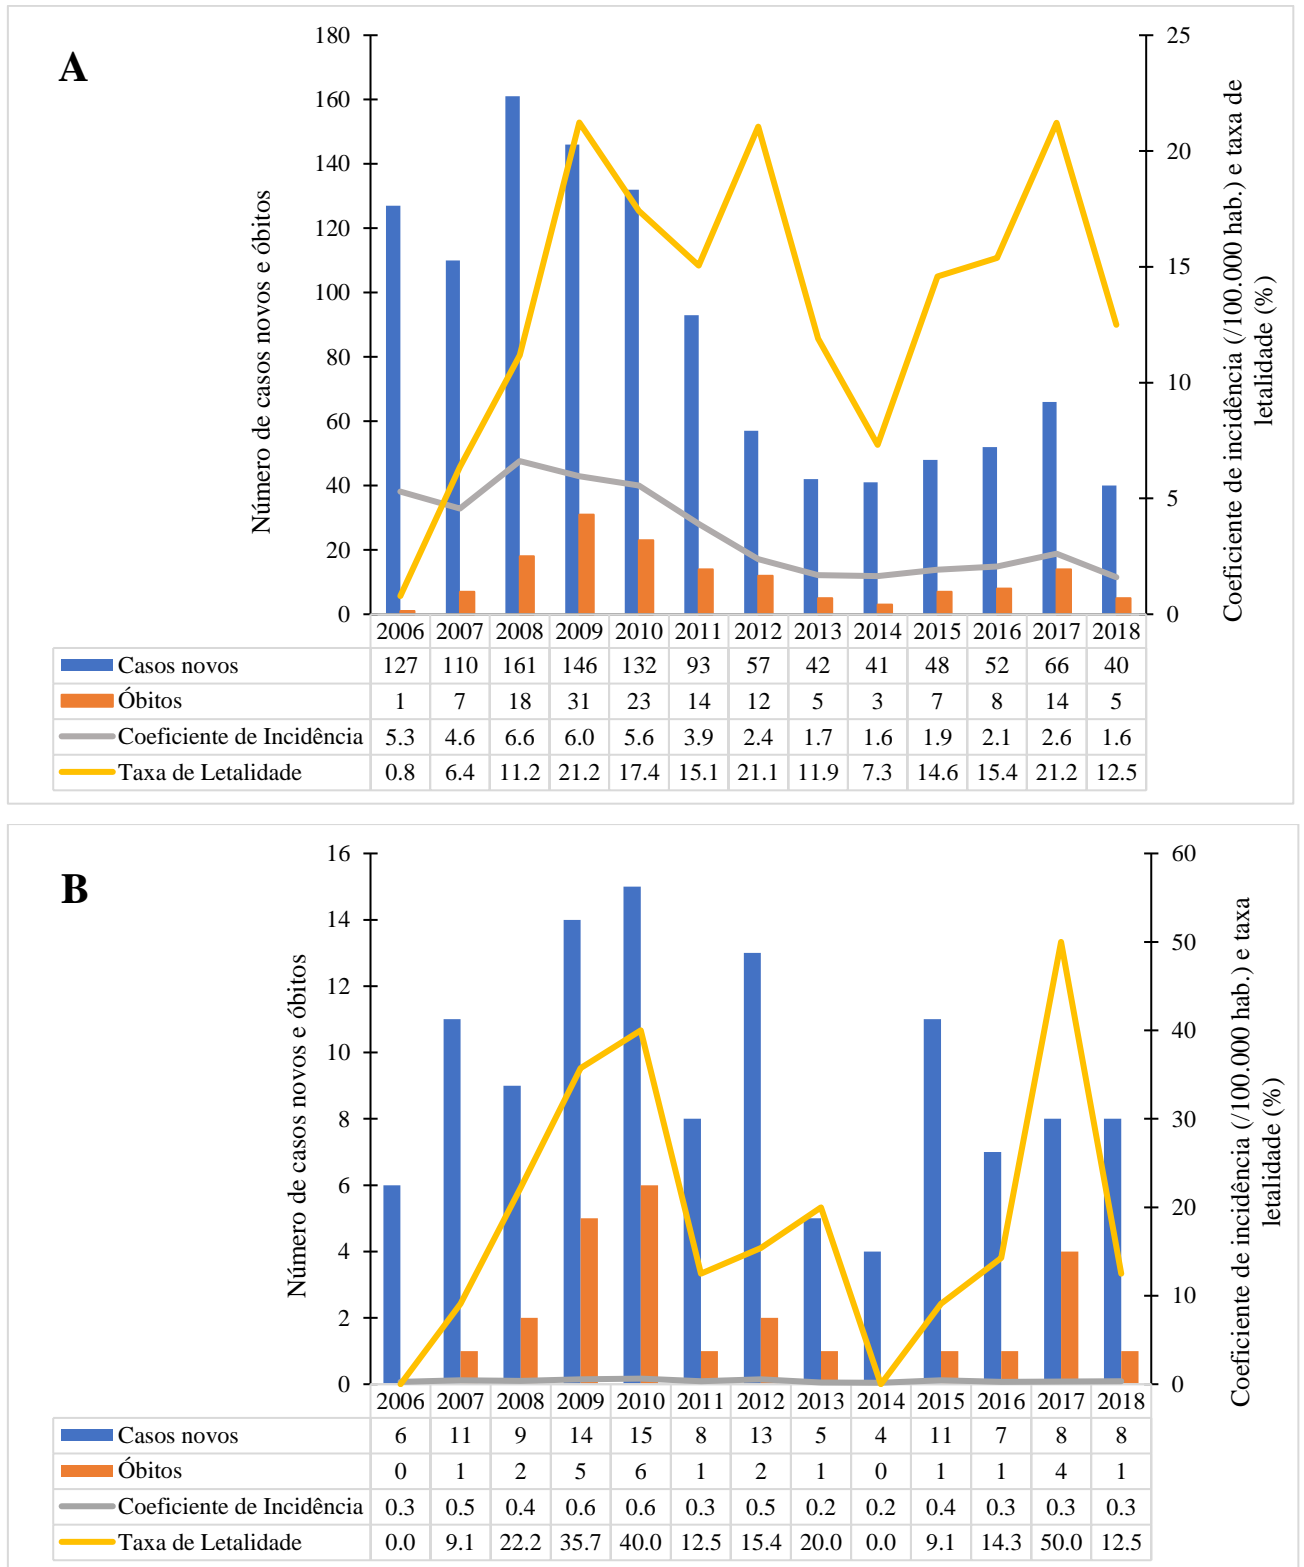 A
Número de casos novos e óbitos
180
160
140
120
100
80
60
40
20
0
25
20
15
10
5
0
Coeficiente de incidência (/100.000 hab.) e taxa de
letalidade (%)
2006 2007 2008 2009 2010 2011 2012 2013 2014 2015 2016 2017 2018
Casos novos 127 110 161 146 132 93 57 42 41 48 52 66 40
Óbitos 1 7 18 31 23 14 12 5 3 7 8 14 5
Coeficiente de Incidência 5.3 4.6 6.6 6.0 5.6 3.9 2.4 1.7 1.6 1.9 2.1 2.6 1.6
Taxa de Letalidade 0.8 6.4 11.2 21.2 17.4 15.1 21.1 11.9 7.3 14.6 15.4 21.2 12.5
B
Número de casos novos e óbitos
16
14
12
10
8
6
4
2
0
60
50
40
30
20
10
0
Coeficiente de incidência (/100.000 hab.) e taxa
letalidade (%)
2006 2007 2008 2009 2010 2011 2012 2013 2014 2015 2016 2017 2018
Casos novos 6 11 9 14 15 8 13 5 4 11 7 8 8
Óbitos 0 1 2 5 6 1 2 1 0 1 1 4 1
Coeficiente de Incidência 0.3 0.5 0.4 0.6 0.6 0.3 0.5 0.2 0.2 0.4 0.3 0.3 0.3
Taxa de Letalidade 0.0 9.1 22.2 35.7 40.0 12.5 15.4 20.0 0.0 9.1 14.3 50.0 12.5